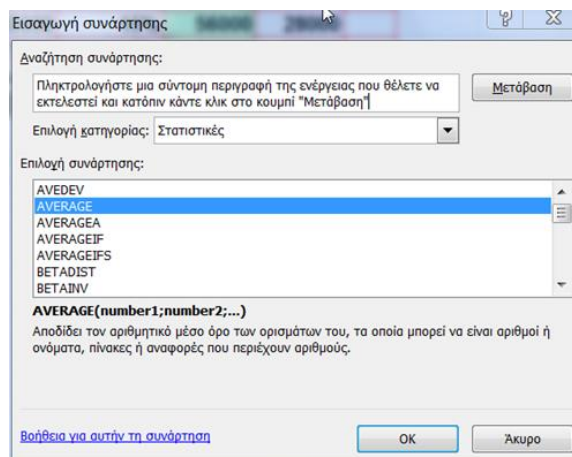 Εισαγωγή συνάρτησης 56000 28000
Αναζήτηση συνάρτησης:
Πληκτρολογήστε μια σύντομη περιγραφή της ενέργειας που θέλετε να
εκτελεστεί και κατόπιν κάντε κλικ στο κουμπί "Μετάβαση"
Μετάβαση
Επιλογή κατηγορίας: Στατιστικές
Επιλοχή συνάρτησης:
AVEDEV
AVERAGE
AVERAGEA
AVERAGEIF
AVERAGEIFS
BETADIST
BETAINV
AVERAGE(number1;number2;...)
Αποδίδει τον αριθμητικό μέσο όρο των ορισμάτων του, τα οποία μπορεί να είναι αριθμοί ή
ονόματα, πίνακες ή αναφορές που περιέχουν αριθμούς.
Βοήθεια για αυτήν τη συνάρτηση
OK
Άκυρο